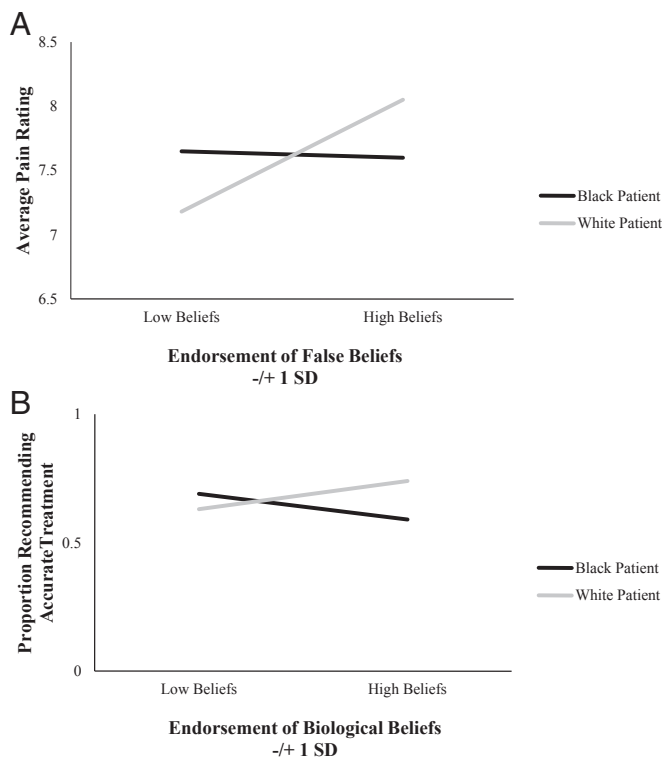 A
8.5
8
7.5
7
6.5
Average Pain Rating
Low Beliefs
High Beliefs
Endorsement of False Beliefs
-/+ 1 SD
Black Patient
White Patient
B
1
0.5
0
Proportion Recommending
AccurateTreatment
Low Beliefs
High Beliefs
Endorsement of Biological Beliefs
-/+ 1 SD
Black Patient
White Patient